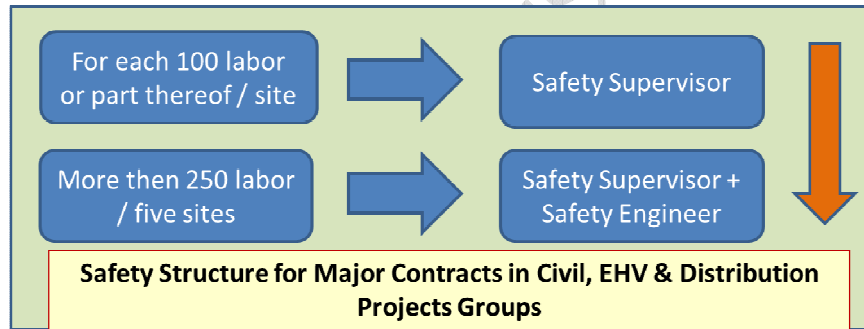 For each 100 labor
or part thereof / site
Safety Supervisor
More then 250 labor
/ five sites
Safety Supervisor +
Safety Engineer
Safety Structure for Major Contracts in Civil, EHV & Distribution
Projects Groups